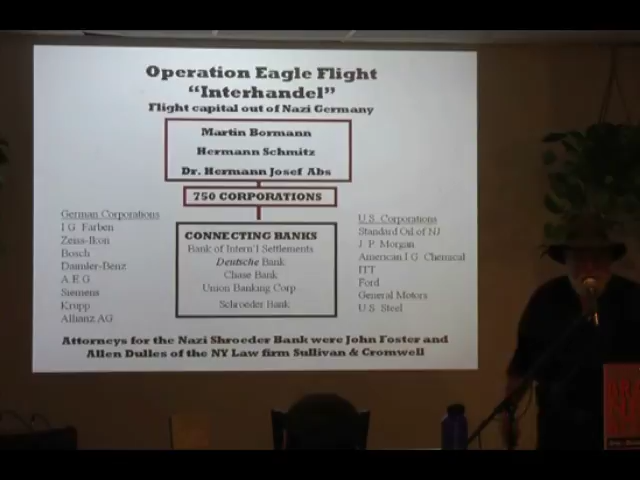 Operation Eagle Flight
"Interhandel"
Flight capital out of Nazi Germany
Martin Bormann
Hermann Schmitz
Dr. Hermann Josef Abs
750 CORPORATIONS
German Corporations
I G Farben
Zeiss-Ikon
Bosch
Daimler-Benz
A E G
Siemens
Krupp
Allianz AG
CONNECTING BANKS
Bank of Intern'l Settlements
Deutsche Bank
Chase Bank
Union Banking Corp
Schroeder Bank
U.S. Corporations
Standard Oil of NJ
J. P. Morgan
American I.G. Chemical
ITT
Ford
General Motors
U.S. Steel
Attorneys for the Nazi Shroeder Bank were John Foster and
Allen Dulles of the NY Law firm Sullivan & Cromwell